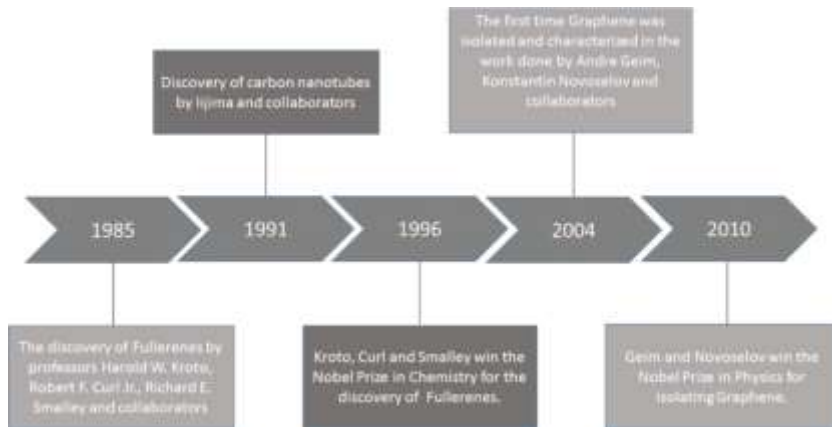 The first time Graphene was
isolated and characterized in the
work done by Andre Geim,
Konstantin Novoselov and
collaborators
Discovery of carbon nanotubes
by Iijima and collaborators
1985
1991
1996
2004
2010
The discovery of Fullerenes by
professors Harold W. Kroto,
Robert F. Curl Jr., Richard E.
Smalley and collaborators
Kroto, Curl and Smalley win the
Nobel Prize in Chemistry for the
discovery of Fullerenes.
Geim and Novoselov win the
Nobel Prize in Physics for
isolating Graphene.